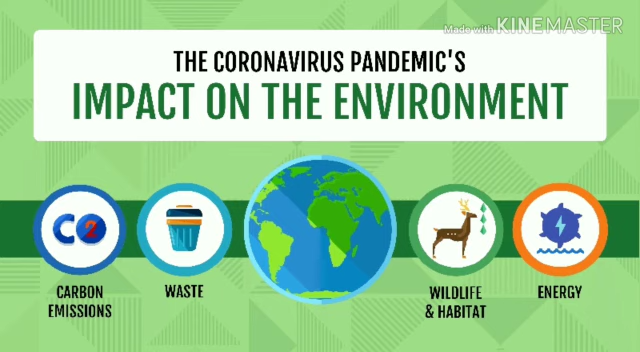 Made with KINEMASTER
THE CORONAVIRUS PANDEMIC'S
IMPACT ON THE ENVIRONMENT
CO2
CARBON
EMISSIONS
WASTE
WILDLIFE
& HABITAT
ENERGY